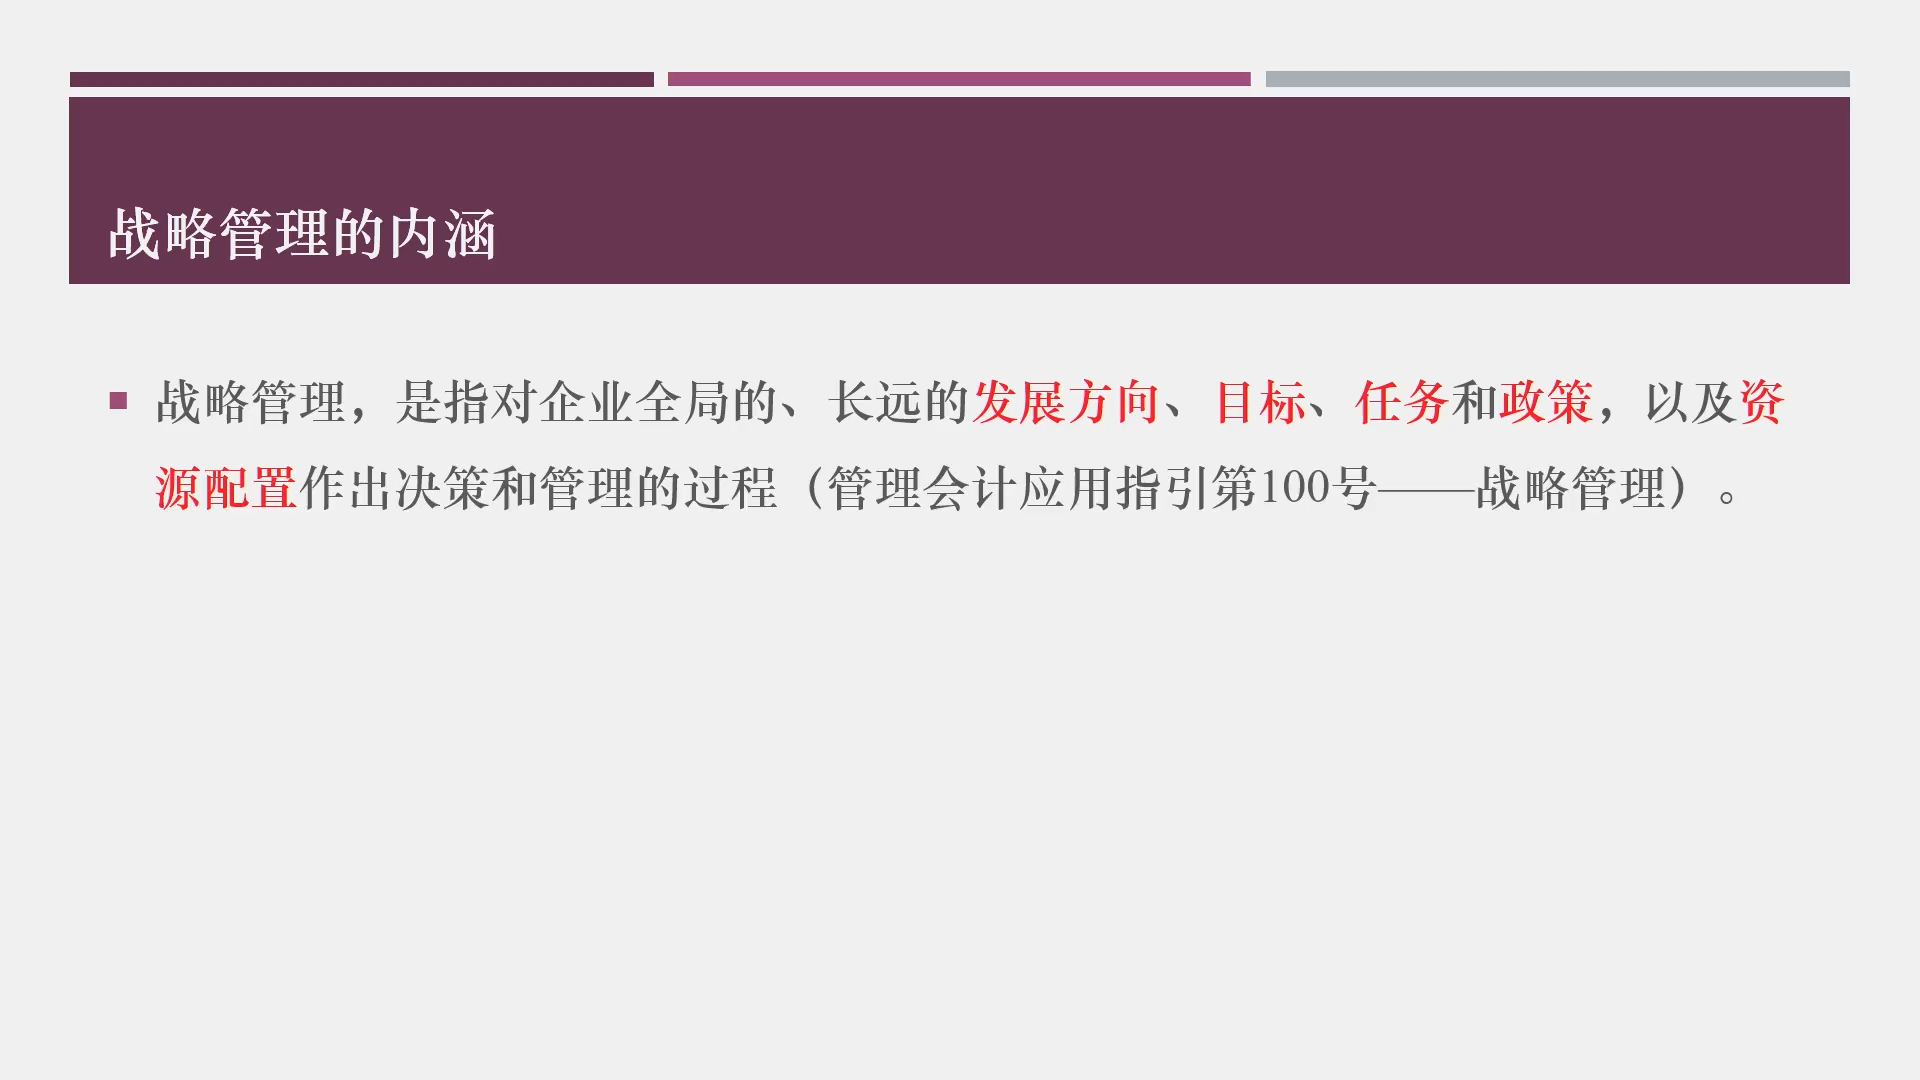 战略管理的内涵
战略管理，是指对企业全局的、长远的发展方向、目标、任务和政策，以及资
源配置作出决策和管理的过程（管理会计应用指引第100号——战略管理）。